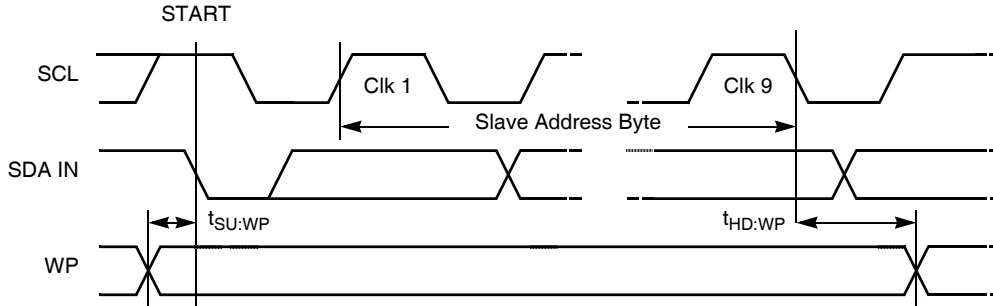 START
SCL
Clk 1
Clk 9
Slave Address Byte
SDA IN
tSU:WP
tHD:WP
WP